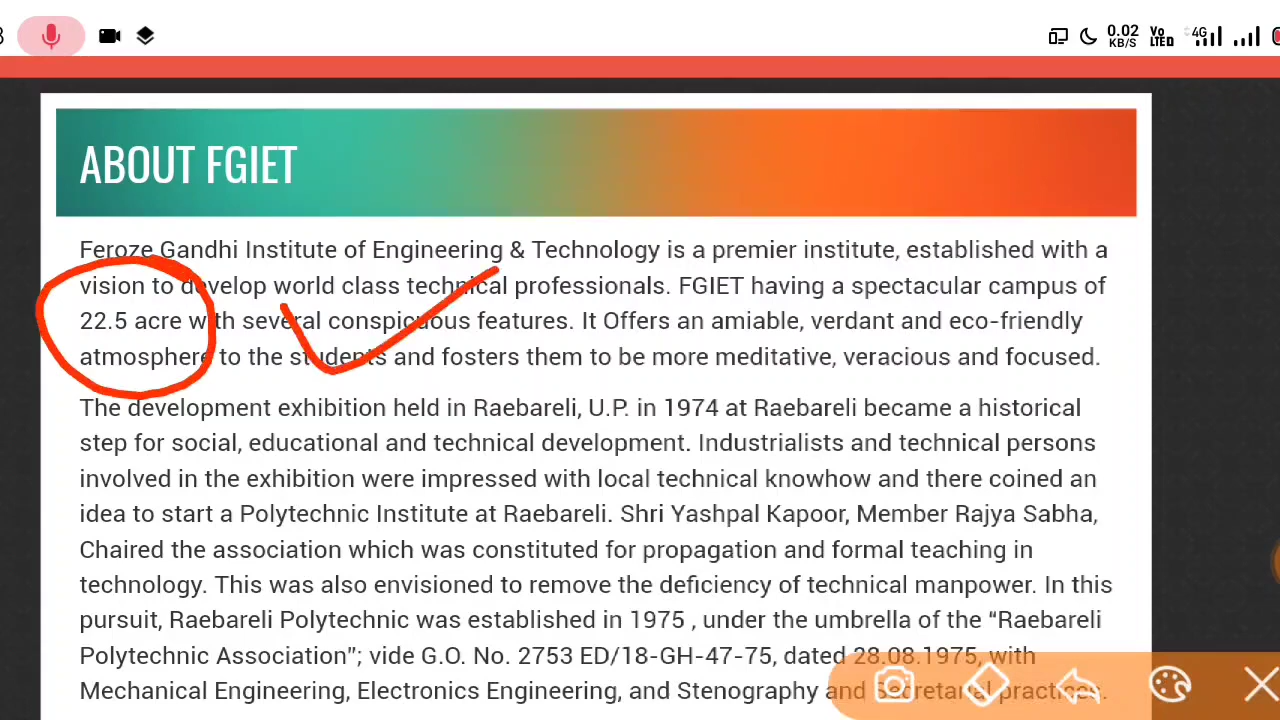 3
0.02
KB/S
Vo
LTED
4G
ABOUT FGIET
Feroze Gandhi Institute of Engineering & Technology is a premier institute, established with a
vision to develop world class technical professionals. FGIET having a spectacular campus of
22.5 acre with several conspicuous features. It Offers an amiable, verdant and eco-friendly
atmosphere to the students and fosters them to be more meditative, veracious and focused.
The development exhibition held in Raebareli, U.P. in 1974 at Raebareli became a historical
step for social, educational and technical development. Industrialists and technical persons
involved in the exhibition were impressed with local technical knowhow and there coined an
idea to start a Polytechnic Institute at Raebareli. Shri Yashpal Kapoor, Member Rajya Sabha,
Chaired the association which was constituted for propagation and formal teaching in
technology. This was also envisioned to remove the deficiency of technical manpower. In this
pursuit, Raebareli Polytechnic was established in 1975 , under the umbrella of the “Raebareli
Polytechnic Association”; vide G.O. No. 2753 ED/18-GH-47-75, dated 28.08.1975, with
Mechanical Engineering, Electronics Engineering, and Stenography and Secretarial practices.